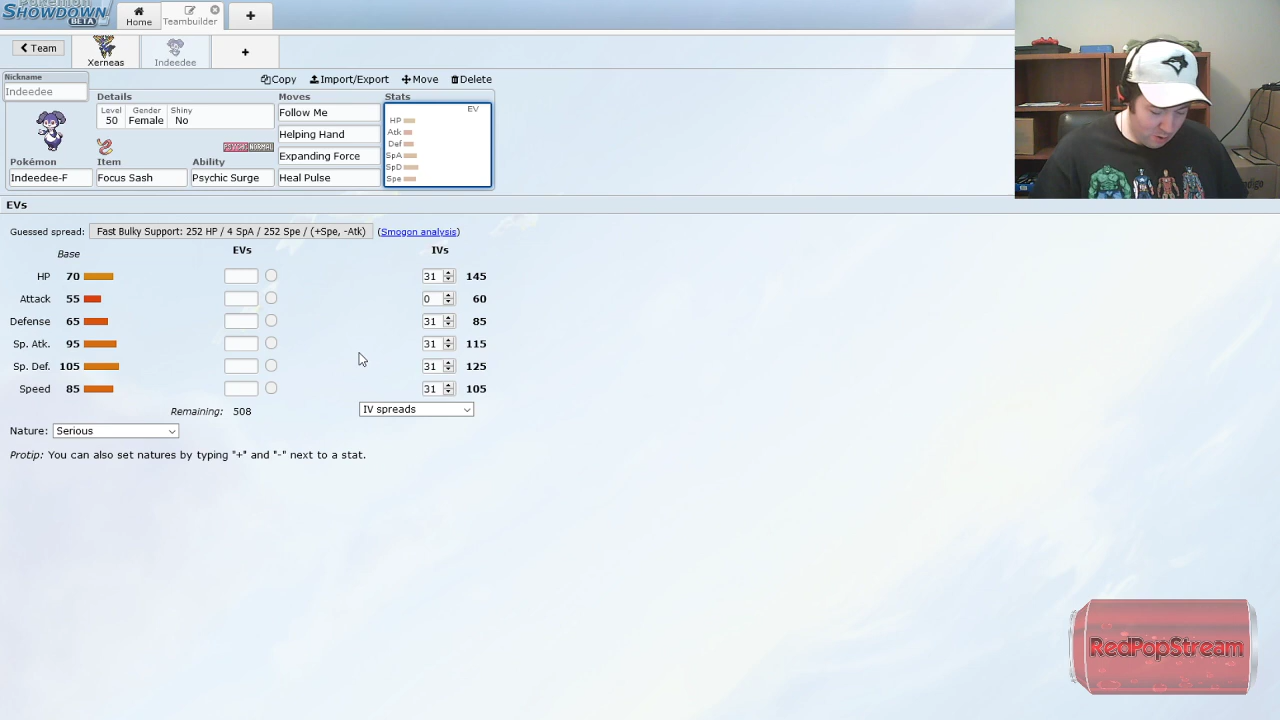 SHOWDOWN
BETA
Home
Teambuilder
Team
Xerneas
Indeedee
Nickname
Indeedee
Copy
Import/Export
Move
Delete
Details
Moves
Stats
Level
50
Gender
Female
Shiny
No
Follow Me
Helping Hand
Expanding Force
Heal Pulse
EV
HP
Atk
Def
SpA
SpD
Spe
PSYCHIC NORMAL
Pokémon
Item
Ability
Indeedee-F
Focus Sash
Psychic Surge
EVs
Guessed spread: Fast Bulky Support: 252 HP / 4 SpA / 252 Spe / (+Spe, -Atk) (Smogon analysis)
Base EVs IVs
HP 70 31 145
Attack 55 0 60
Defense 65 31 85
Sp. Atk. 95 31 115
Sp. Def. 105 31 125
Speed 85 31 105
Remaining: 508 IV spreads
Nature: Serious
Protip: You can also set natures by typing "+" and "-" next to a stat.
RedPopStream